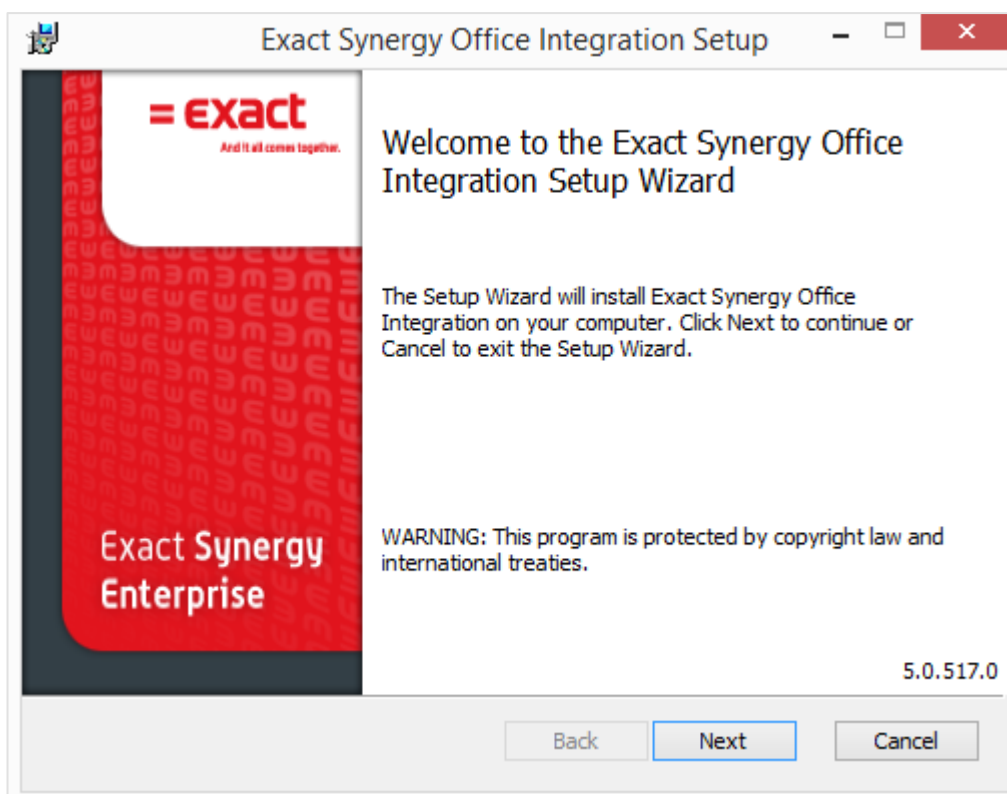 Exact Synergy Office Integration Setup
= exact
And it all comes together.
Welcome to the Exact Synergy Office
Integration Setup Wizard
The Setup Wizard will install Exact Synergy Office
Integration on your computer. Click Next to continue or
Cancel to exit the Setup Wizard.
Exact Synergy
Enterprise
WARNING: This program is protected by copyright law and
international treaties.
5.0.517.0
Back
Next
Cancel